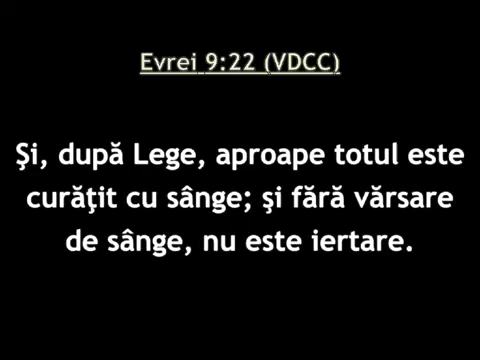 Evrei 9:22 (VDCC)
Şi, după Lege, aproape totul este
curăţit cu sânge; şi fără vărsare
de sânge, nu este iertare.